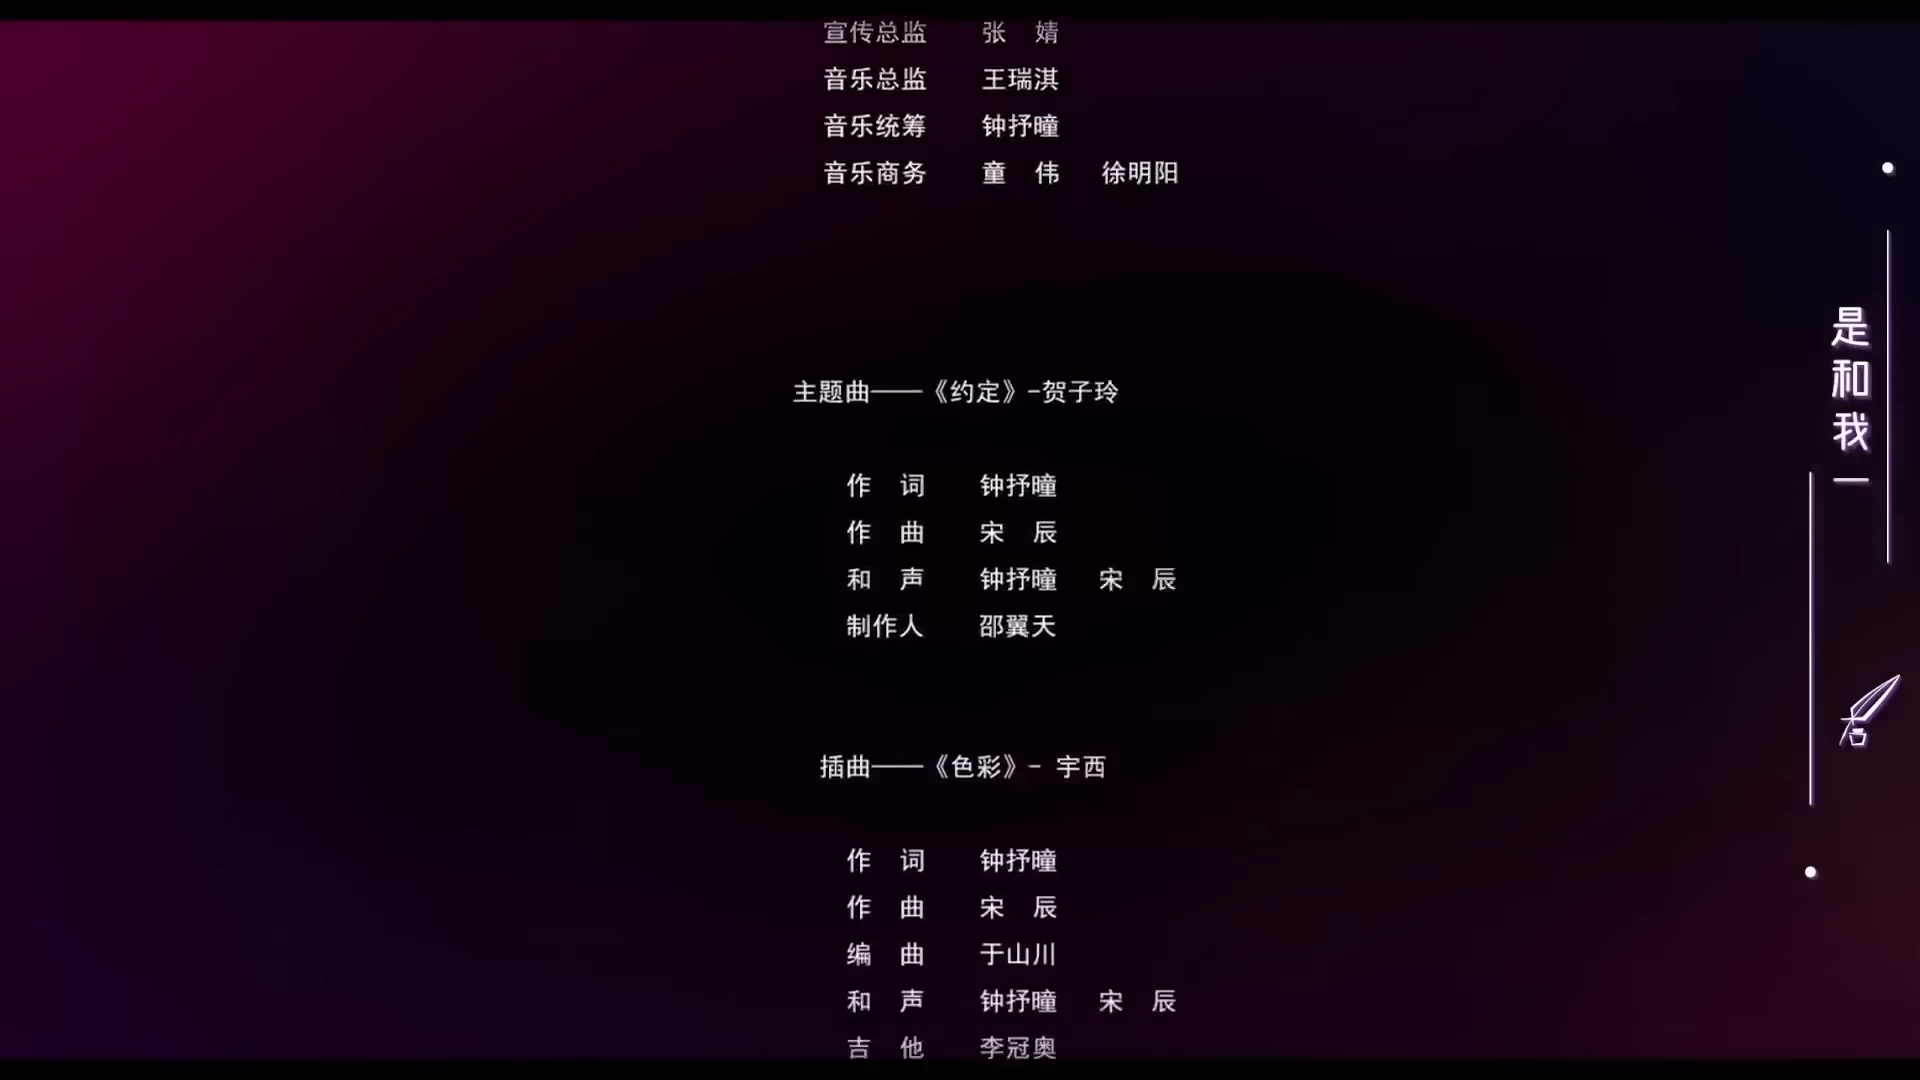 宣传总监 张 婧
音乐总监 王瑞淇
音乐统筹 钟抒曈
音乐商务 童 伟 徐明阳
主题曲——《约定》-贺子玲
作 词 钟抒曈
作 曲 宋 辰
和 声 钟抒曈 宋 辰
制作人 邵翼天
插曲——《色彩》- 宇西
作 词 钟抒曈
作 曲 宋 辰
编 曲 于山川
和 声 钟抒曈 宋 辰
吉 他 李冠奥
是和我一